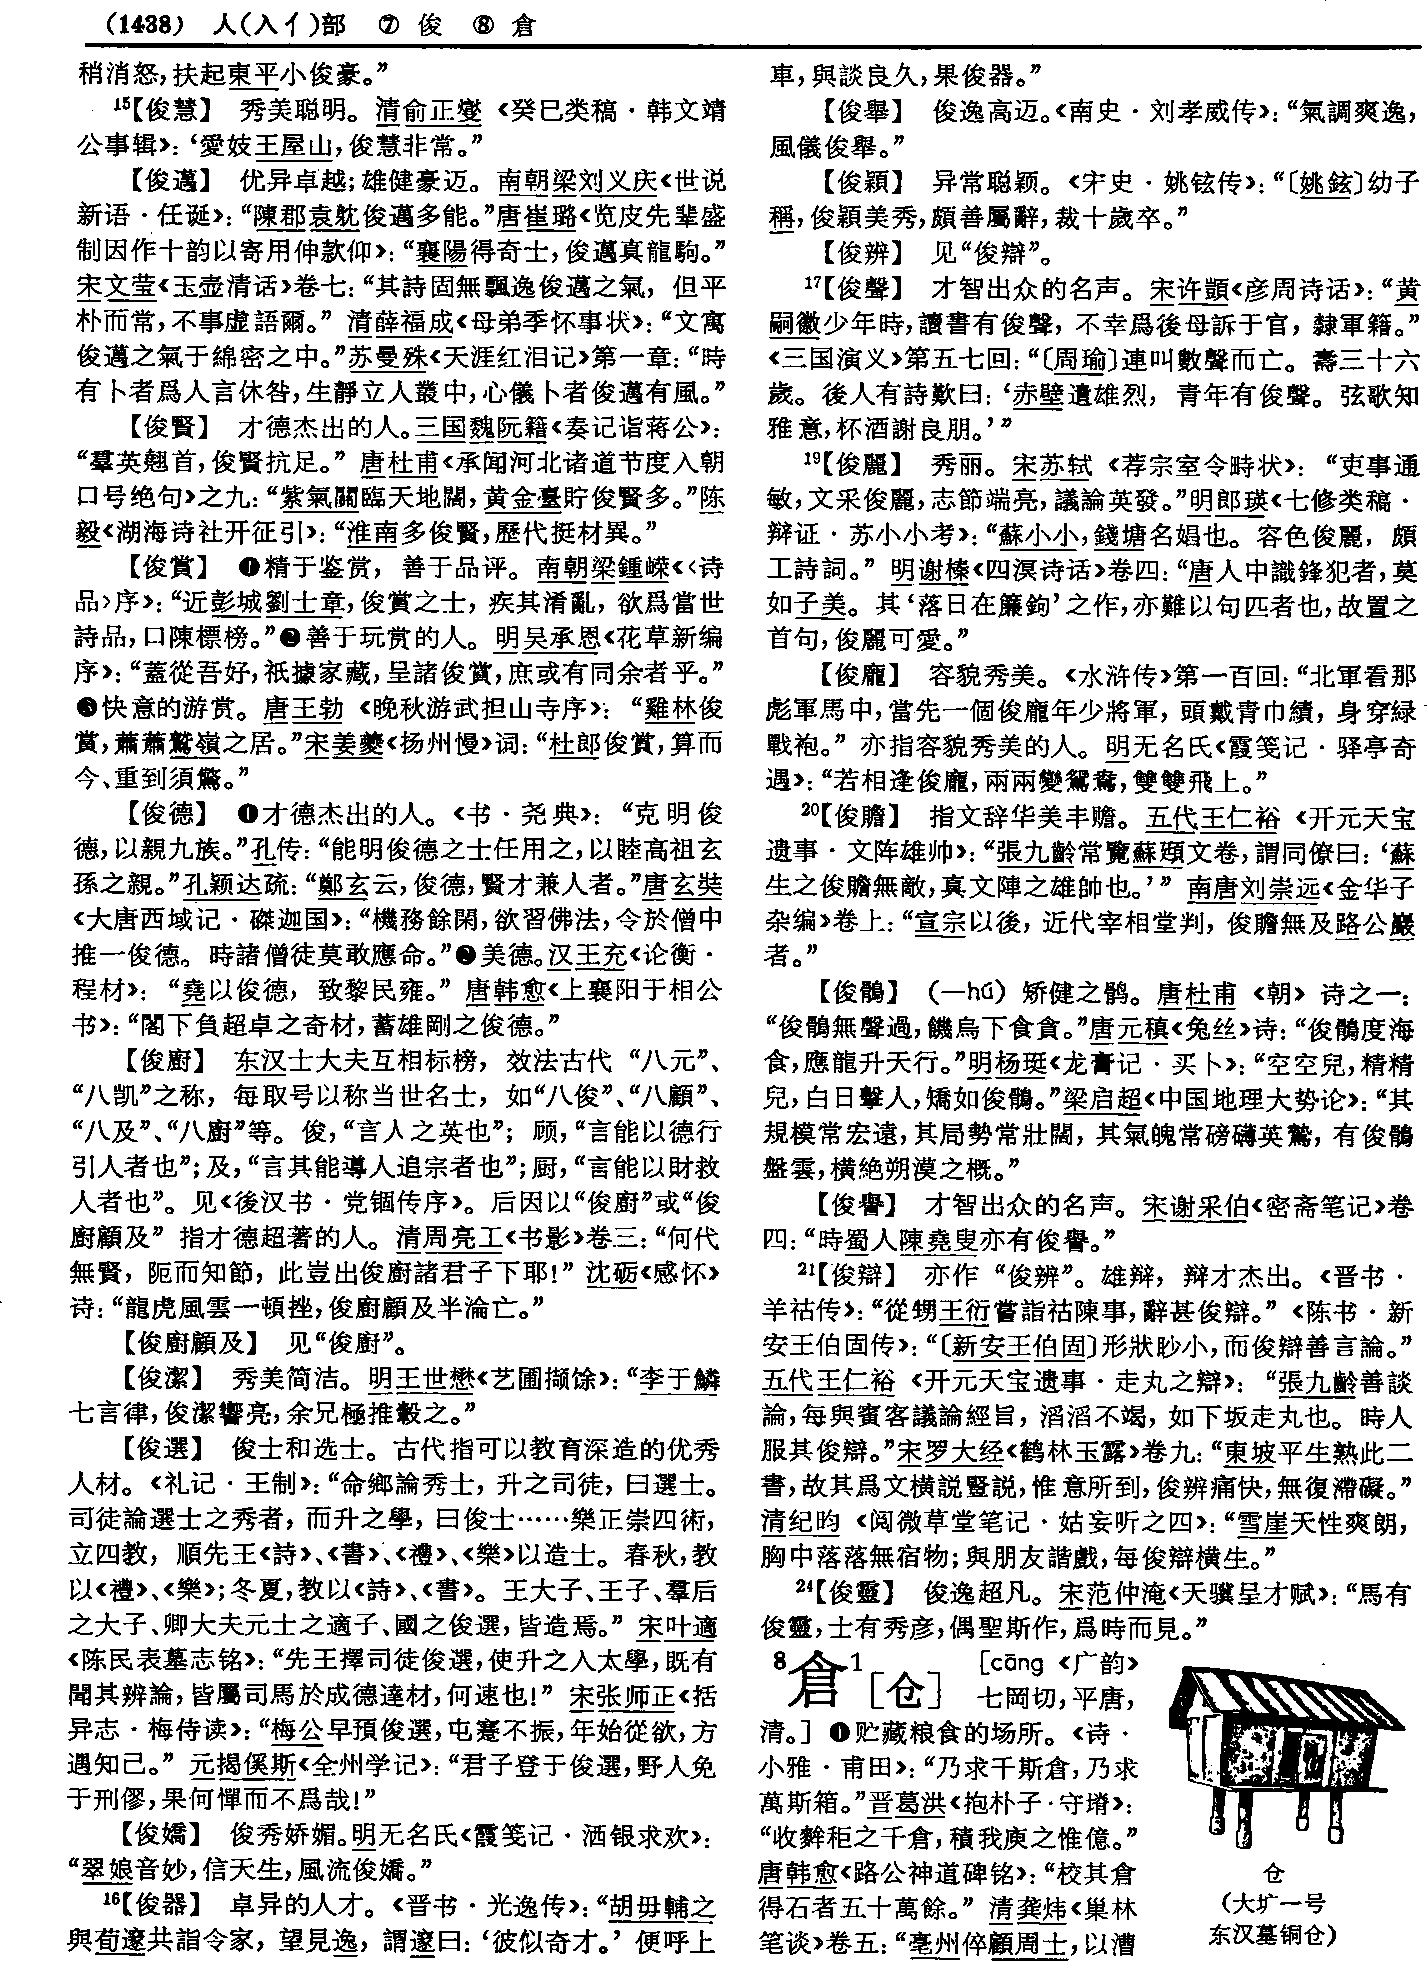 (1438) 人(入亻)部 ⑦ 俊 ⑧ 倉
稍消怒，扶起東平小俊豪。”
15【俊慧】 秀美聪明。清俞正燮《癸巳类稿·韩文靖
公事辑》：‘愛妓王屋山，俊慧非常。”
【俊邁】 优异卓越；雄健豪迈。南朝梁刘义庆《世说
新语·任诞》：“陳郡袁躭俊邁多能。”唐崔璐《览皮先辈盛
制因作十韵以寄用伸款仰》：“襄陽得奇士，俊邁真龍駒。”
宋文莹《玉壶清话》卷七：“其詩固無飄逸俊邁之氣，但平
朴而常，不事虚語爾。” 清薛福成《母弟季怀事状》：“文寓
俊邁之氣于綿密之中。”苏曼殊《天涯红泪记》第一章：“時
有卜者爲人言休咎，生靜立人叢中，心儀卜者俊邁有風。”
【俊賢】 才德杰出的人。三国魏阮籍《奏记诣蒋公》：
“羣英翹首，俊賢抗足。” 唐杜甫《承闻河北诸道节度入朝
口号绝句》之九：“紫氣關臨天地闊，黄金臺貯俊賢多。”陈
毅《湖海诗社开征引》：“淮南多俊賢，歷代挺材異。”
【俊賞】 ❶精于鉴赏，善于品评。南朝梁鍾嵘《〈诗
品〉序》：“近彭城劉士章，俊賞之士，疾其淆亂，欲爲當世
詩品，口陳標榜。”❷善于玩赏的人。明吴承恩《花草新编
序》：“蓋從吾好，祇據家藏，呈諸俊賞，庶或有同余者乎。”
❸快意的游赏。唐王勃《晚秋游武担山寺序》：“雞林俊
賞，蕭蕭鷲嶺之居。”宋姜夔《扬州慢》词：“杜郎俊賞，算而
今、重到須驚。”
【俊德】 ❶才德杰出的人。《书·尧典》：“克明俊
德，以親九族。”孔传：“能明俊德之士任用之，以睦高祖玄
孫之親。”孔颖达疏：“鄭玄云，俊德，賢才兼人者。”唐玄奘
《大唐西域记·磔迦国》：“機務餘閑，欲習佛法，令於僧中
推一俊德。時諸僧徒莫敢應命。”❷美德。汉王充《论衡·
程材》：“堯以俊德，致黎民雍。” 唐韩愈《上襄阳于相公
书》：“閣下負超卓之奇材，蓄雄剛之俊德。”
【俊廚】 东汉士大夫互相标榜，效法古代“八元”、
“八凯”之称，每取号以称当世名士，如“八俊”、“八顧”、
“八及”、“八廚”等。俊，“言人之英也”；顾，“言能以德行
引人者也”；及，“言其能導人追宗者也”；厨，“言能以財救
人者也”。见《後汉书·党锢传序》。后因以“俊廚”或“俊
廚顧及”指才德超著的人。清周亮工《书影》卷三：“何代
無賢，阨而知節，此豈出俊廚諸君子下耶！” 沈砺《感怀》
诗：“龍虎風雲一頓挫，俊廚顧及半淪亡。”
【俊廚顧及】 见“俊廚”。
【俊潔】 秀美简洁。明王世懋《艺圃撷馀》：“李于鱗
七言律，俊潔響亮，余兄極推轂之。”
【俊選】 俊士和选士。古代指可以教育深造的优秀
人材。《礼记·王制》：“命鄉論秀士，升之司徒，曰選士。
司徒論選士之秀者，而升之學，曰俊士……樂正崇四術，
立四教，順先王《詩》、《書》、《禮》、《樂》以造士。春秋，教
以《禮》、《樂》；冬夏，教以《詩》、《書》。王大子、王子、羣后
之大子、卿大夫元士之適子、國之俊選，皆造焉。” 宋叶適
《陈民表墓志铭》：“先王擇司徒俊選，使升之入太學，既有
聞其辨論，皆屬司馬於成德達材，何速也！” 宋张师正《括
异志·梅侍读》：“梅公早預俊選，屯蹇不振，年始從欲，方
遇知己。” 元揭傒斯《全州学记》：“君子登于俊選，野人免
于刑僇，果何憚而不爲哉！”
【俊嬌】 俊秀娇媚。明无名氏《霞笺记·洒银求欢》：
“翠娘音妙，信天生，風流俊嬌。”
16【俊器】 卓异的人才。《晋书·光逸传》：“胡毋輔之
與荀邃共詣令家，望見逸，謂邃曰：‘彼似奇才。’便呼上
車，與談良久，果俊器。”
【俊舉】 俊逸高迈。《南史·刘孝威传》：“氣調爽逸，
風儀俊舉。”
【俊穎】 异常聪颖。《宋史·姚铉传》：“〔姚鉉〕幼子
稱，俊穎美秀，頗善屬辭，裁十歲卒。”
【俊辨】 见“俊辯”。
17【俊聲】 才智出众的名声。宋许顗《彦周诗话》：“黄
嗣徽少年時，讀書有俊聲，不幸爲後母訴于官，隸軍籍。”
《三国演义》第五七回：“〔周瑜〕連叫數聲而亡。壽三十六
歲。後人有詩歎曰：‘赤壁遺雄烈，青年有俊聲。弦歌知
雅意，杯酒謝良朋。’”
19【俊麗】 秀丽。宋苏轼《荐宗室令畤状》：“吏事通
敏，文采俊麗，志節端亮，議論英發。”明郎瑛《七修类稿·
辩证·苏小小考》：“蘇小小，錢塘名娼也。容色俊麗，頗
工詩詞。” 明谢榛《四溟诗话》卷四：“唐人中識鋒犯者，莫
如子美。其‘落日在簾鉤’之作，亦難以句匹者也，故置之
首句，俊麗可愛。”
【俊龐】 容貌秀美。《水浒传》第一百回：“北軍看那
彪軍馬中，當先一個俊龐年少將軍，頭戴青巾幘，身穿緑
戰袍。” 亦指容貌秀美的人。明无名氏《霞笺记·驿亭奇
遇》：“若相逢俊龐，兩兩變鴛鴦，雙雙飛上。”
20【俊贍】 指文辞华美丰赡。五代王仁裕《开元天宝
遗事·文阵雄帅》：“張九齡常覽蘇頲文卷，謂同僚曰：‘蘇
生之俊贍無敵，真文陣之雄帥也。’” 南唐刘崇远《金华子
杂编》卷上：“宣宗以後，近代宰相堂判，俊贍無及路公巖
者。”
【俊鶻】 （—hú）矫健之鹘。唐杜甫《朝》诗之一：
“俊鶻無聲過，饑烏下食貪。”唐元稹《兔丝》诗：“俊鶻度海
食，應龍升天行。”明杨珽《龙膏记·买卜》：“空空兒，精精
兒，白日擊人，矯如俊鶻。”梁启超《中国地理大势论》：“其
規模常宏遠，其局勢常壯闊，其氣魄常磅礴英鷙，有俊鶻
盤雲，横絶朔漠之概。”
【俊譽】 才智出众的名声。宋谢采伯《密斋笔记》卷
四：“時蜀人陳堯叟亦有俊譽。”
21【俊辯】 亦作“俊辨”。雄辩，辩才杰出。《晋书·
羊祜传》：“從甥王衍嘗詣祜陳事，辭甚俊辯。”《陈书·新
安王伯固传》：“〔新安王伯固〕形狀眇小，而俊辯善言論。”
五代王仁裕《开元天宝遗事·走丸之辩》：“張九齡善談
論，每與賓客議論經旨，滔滔不竭，如下坂走丸也。時人
服其俊辯。”宋罗大经《鹤林玉露》卷九：“東坡平生熟此二
書，故其爲文横説豎説，惟意所到，俊辨痛快，無復滯礙。”
清纪昀《阅微草堂笔记·姑妄听之四》：“雪崖天性爽朗，
胸中落落無宿物；與朋友諧戲，每俊辯横生。”
24【俊靈】 俊逸超凡。宋范仲淹《天骥呈才赋》：“馬有
俊靈，士有秀彦，偶聖斯作，爲時而見。”
8倉1［仓］ ［cāng《广韵》
七岡切，平唐，
清。］❶贮藏粮食的场所。《诗·
小雅·甫田》：“乃求千斯倉，乃求
萬斯箱。”晋葛洪《抱朴子·守塉》：
“收麰秬之千倉，積我庾之惟億。”
唐韩愈《路公神道碑铭》：“校其倉
得石者五十萬餘。” 清龚炜《巢林
笔谈》卷五：“亳州倅顧周士，以漕
仓
（大圹一号
东汉墓铜仓）